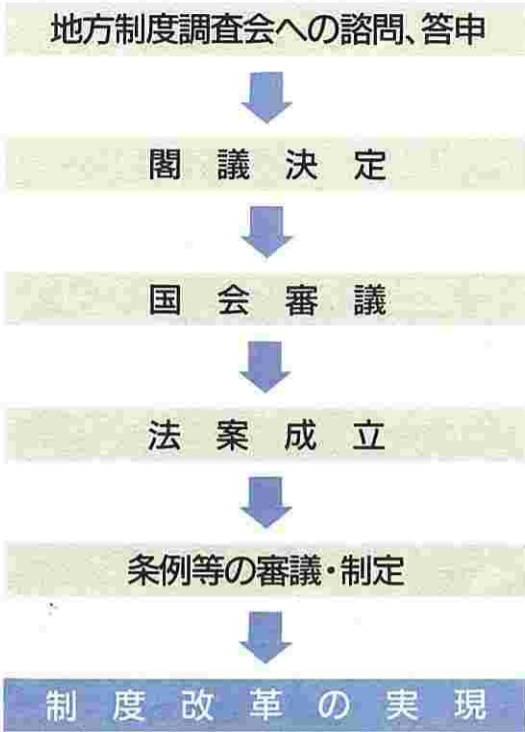 地方制度調査会への諮問、答申
閣議決定
国会審議
法案成立
条例等の審議・制定
制度改革の実現